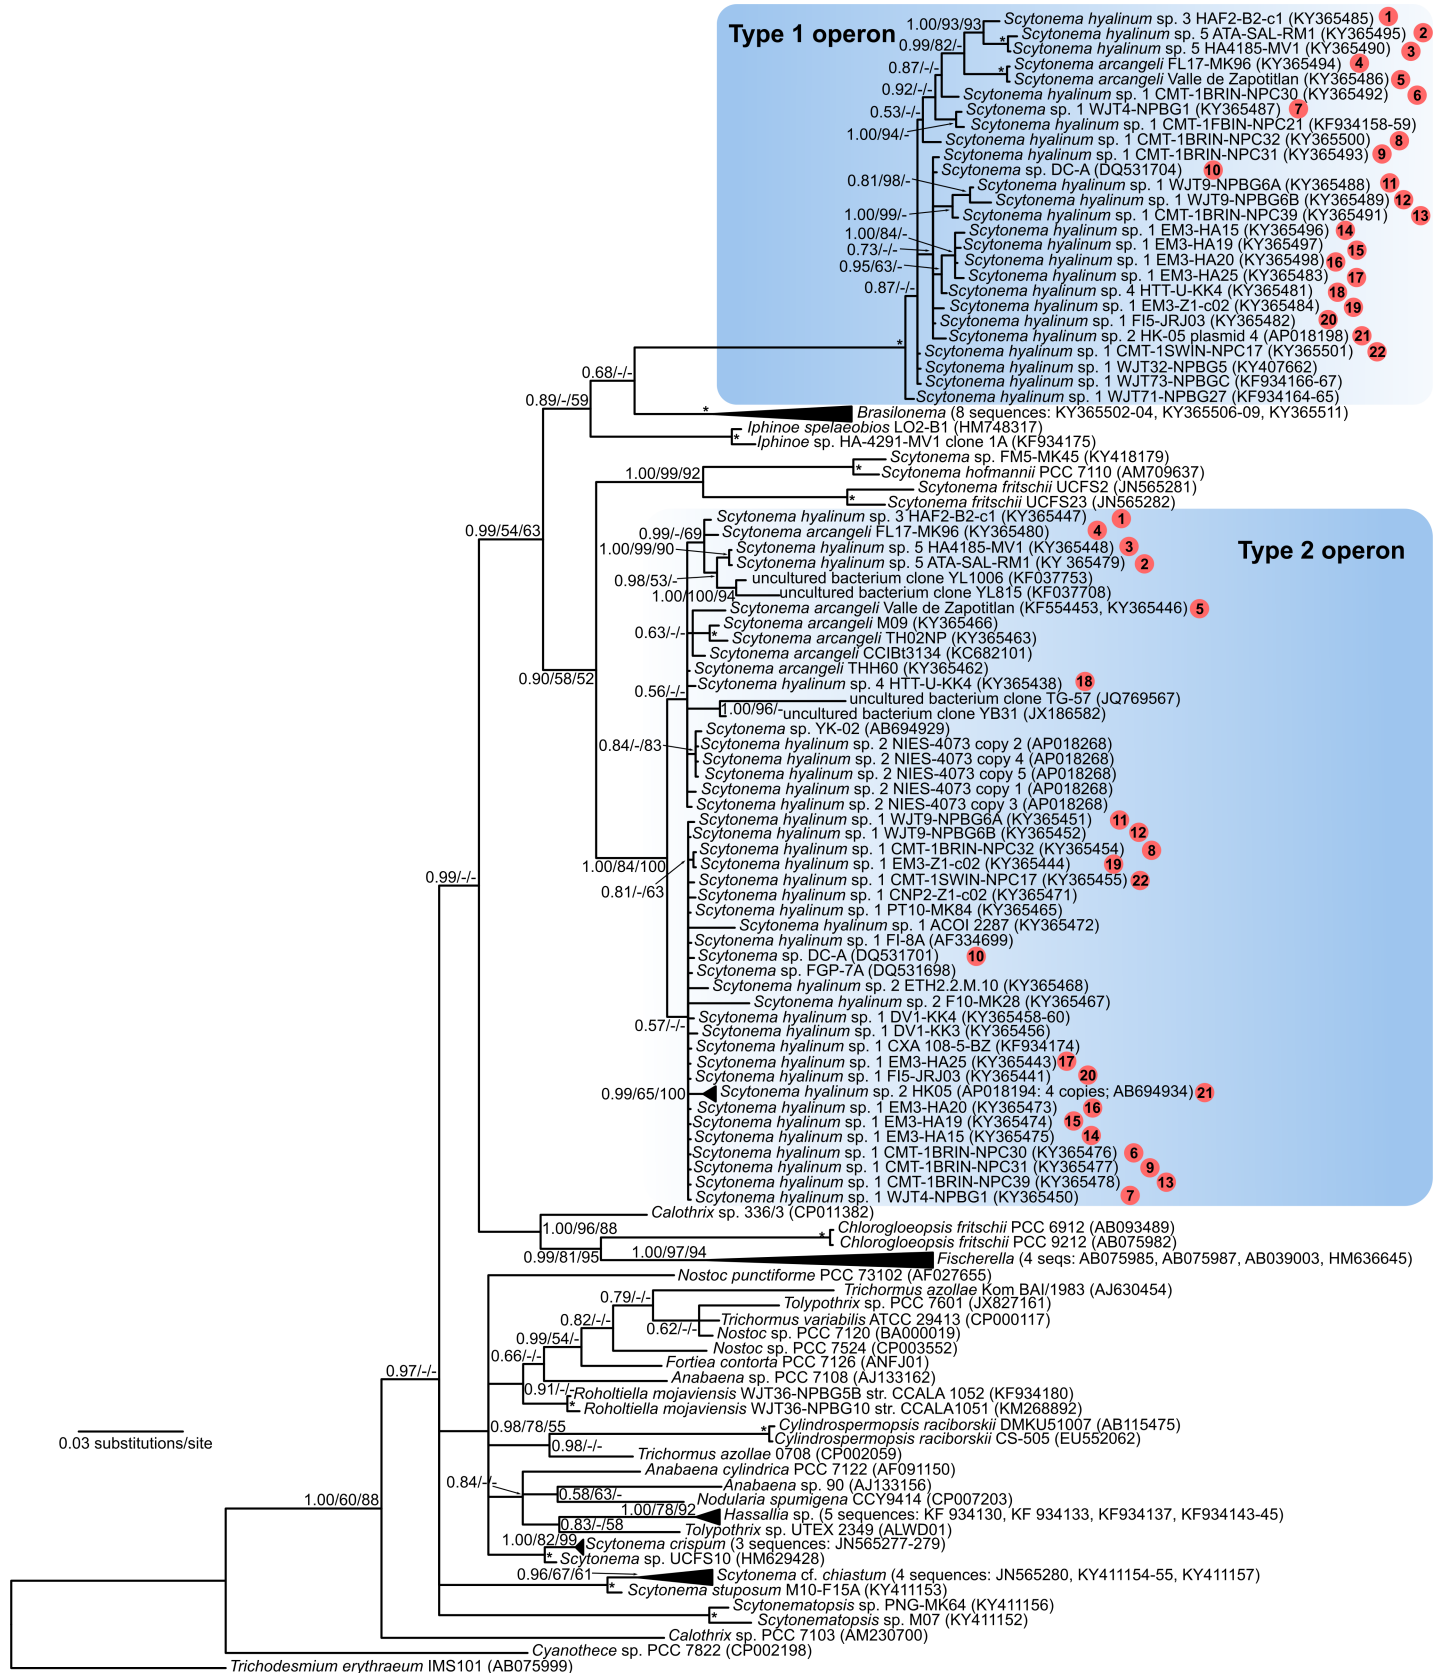 Type 1 operon
1.00/93/93
Scytonema hyalinum sp. 3 HAF2-B2-c1 (KY365485) 1
Scytonema hyalinum sp. 5 ATA-SAL-RM1 (KY365495) 2
0.99/82/-
*
Scytonema hyalinum sp. 5 HA4185-MV1 (KY365490) 3
0.87/-/-
Scytonema arcangeli FL17-MK96 (KY365494) 4
*
Scytonema arcangeli Valle de Zapotitlan (KY365486) 5
0.92/-/-
Scytonema hyalinum sp. 1 CMT-1BRIN-NPC30 (KY365492) 6
0.53/-/-
Scytonema sp. 1 WJT4-NPBG1 (KY365487) 7
1.00/94/-
Scytonema hyalinum sp. 1 CMT-1FBIN-NPC21 (KF934158-59)
Scytonema hyalinum sp. 1 CMT-1BRIN-NPC32 (KY365500) 8
Scytonema hyalinum sp. 1 CMT-1BRIN-NPC31 (KY365493) 9
Scytonema sp. DC-A (DQ531704) 10
0.81/98/-
Scytonema hyalinum sp. 1 WJT9-NPBG6A (KY365488) 11
Scytonema hyalinum sp. 1 WJT9-NPBG6B (KY365489) 12
1.00/99/-
Scytonema hyalinum sp. 1 CMT-1BRIN-NPC39 (KY365491) 13
1.00/84/-
Scytonema hyalinum sp. 1 EM3-HA15 (KY365496) 14
0.73/-/-
Scytonema hyalinum sp. 1 EM3-HA19 (KY365497) 15
0.95/63/-
Scytonema hyalinum sp. 1 EM3-HA20 (KY365498) 16
Scytonema hyalinum sp. 1 EM3-HA25 (KY365483) 17
0.87/-/-
Scytonema hyalinum sp. 4 HTT-U-KK4 (KY365481) 18
Scytonema hyalinum sp. 1 EM3-Z1-c02 (KY365484) 19
Scytonema hyalinum sp. 1 FI5-JRJ03 (KY365482) 20
Scytonema hyalinum sp. 2 HK-05 plasmid 4 (AP018198) 21
*
Scytonema hyalinum sp. 1 CMT-1SWIN-NPC17 (KY365501) 22
Scytonema hyalinum sp. 1 WJT32-NPBG5 (KY407662)
0.68/-/-
Scytonema hyalinum sp. 1 WJT73-NPBGC (KF934166-67)
Scytonema hyalinum sp. 1 WJT71-NPBG27 (KF934164-65)
0.89/-/59
*
Brasilonema (8 sequences: KY365502-04, KY365506-09, KY365511)
Iphinoe spelaeobios LO2-B1 (HM748317)
*
Iphinoe sp. HA-4291-MV1 clone 1A (KF934175)
Scytonema sp. FM5-MK45 (KY418179)
1.00/99/92
*
Scytonema hofmannii PCC 7110 (AM709637)
Scytonema fritschii UCFS2 (JN565281)
*
Scytonema fritschii UCFS23 (JN565282)
Type 2 operon
0.99/54/63
Scytonema hyalinum sp. 3 HAF2-B2-c1 (KY365447) 1
0.99/-/69
Scytonema arcangeli FL17-MK96 (KY365480) 4
1.00/99/90
Scytonema hyalinum sp. 5 HA4185-MV1 (KY365448) 3
Scytonema hyalinum sp. 5 ATA-SAL-RM1 (KY 365479) 2
0.98/53/-
uncultured bacterium clone YL1006 (KF037753)
1.00/100/94
uncultured bacterium clone YL815 (KF037708)
Scytonema arcangeli Valle de Zapotitlan (KF554453, KY365446) 5
Scytonema arcangeli M09 (KY365466)
0.63/-/-
*
Scytonema arcangeli TH02NP (KY365463)
Scytonema arcangeli CCIBt3134 (KC682101)
Scytonema arcangeli THH60 (KY365462)
0.90/58/52
Scytonema hyalinum sp. 4 HTT-U-KK4 (KY365438) 18
0.56/-/-
uncultured bacterium clone TG-57 (JQ769567)
1.00/96/-
uncultured bacterium clone YB31 (JX186582)
Scytonema sp. YK-02 (AB694929)
0.84/-/83
Scytonema hyalinum sp. 2 NIES-4073 copy 2 (AP018268)
Scytonema hyalinum sp. 2 NIES-4073 copy 4 (AP018268)
Scytonema hyalinum sp. 2 NIES-4073 copy 5 (AP018268)
Scytonema hyalinum sp. 2 NIES-4073 copy 1 (AP018268)
Scytonema hyalinum sp. 2 NIES-4073 copy 3 (AP018268)
Scytonema hyalinum sp. 1 WJT9-NPBG6A (KY365451) 11
Scytonema hyalinum sp. 1 WJT9-NPBG6B (KY365452) 12
Scytonema hyalinum sp. 1 CMT-1BRIN-NPC32 (KY365454) 8
1.00/84/100
Scytonema hyalinum sp. 1 EM3-Z1-c02 (KY365444) 19
0.99/-/-
Scytonema hyalinum sp. 1 CMT-1SWIN-NPC17 (KY365455) 22
0.81/-/63
Scytonema hyalinum sp. 1 CNP2-Z1-c02 (KY365471)
Scytonema hyalinum sp. 1 PT10-MK84 (KY365465)
Scytonema hyalinum sp. 1 ACOI 2287 (KY365472)
Scytonema hyalinum sp. 1 FI-8A (AF334699)
Scytonema sp. DC-A (DQ531701) 10
Scytonema sp. FGP-7A (DQ531698)
Scytonema hyalinum sp. 2 ETH2.2.M.10 (KY365468)
Scytonema hyalinum sp. 2 F10-MK28 (KY365467)
Scytonema hyalinum sp. 1 DV1-KK4 (KY365458-60)
0.57/-/-
Scytonema hyalinum sp. 1 DV1-KK3 (KY365456)
Scytonema hyalinum sp. 1 CXA 108-5-BZ (KF934174)
Scytonema hyalinum sp. 1 EM3-HA25 (KY365443) 17
Scytonema hyalinum sp. 1 FI5-JRJ03 (KY365441) 20
0.99/65/100
Scytonema hyalinum sp. 2 HK05 (AP018194: 4 copies; AB694934) 21
Scytonema hyalinum sp. 1 EM3-HA20 (KY365473) 16
Scytonema hyalinum sp. 1 EM3-HA19 (KY365474) 15
Scytonema hyalinum sp. 1 EM3-HA15 (KY365475) 14
Scytonema hyalinum sp. 1 CMT-1BRIN-NPC30 (KY365476) 6
Scytonema hyalinum sp. 1 CMT-1BRIN-NPC31 (KY365477) 9
Scytonema hyalinum sp. 1 CMT-1BRIN-NPC39 (KY365478) 13
Scytonema hyalinum sp. 1 WJT4-NPBG1 (KY365450) 7
Calothrix sp. 336/3 (CP011382)
1.00/96/88
Chlorogloeopsis fritschii PCC 6912 (AB093489)
*
Chlorogloeopsis fritschii PCC 9212 (AB075982)
0.99/81/95
1.00/97/94
Fischerella (4 seqs: AB075985, AB075987, AB039003, HM636645)
Nostoc punctiforme PCC 73102 (AF027655)
0.79/-/-
Trichormus azollae Kom BAI/1983 (AJ630454)
Tolypothrix sp. PCC 7601 (JX827161)
0.82/-/-
Trichormus variabilis ATCC 29413 (CP000117)
0.62/-/-
Nostoc sp. PCC 7120 (BA000019)
0.99/54/-
Nostoc sp. PCC 7524 (CP003552)
0.66/-/-
Fortiea contorta PCC 7126 (ANFJ01)
0.97/-/-
Anabaena sp. PCC 7108 (AJ133162)
0.91/-/-
Roholtiella mojaviensis WJT36-NPBG5B str. CCALA 1052 (KF934180)
*
Roholtiella mojaviensis WJT36-NPBG10 str. CCALA1051 (KM268892)
0.98/78/55
*
Cylindrospermopsis raciborskii DMKU51007 (AB115475)
Cylindrospermopsis raciborskii CS-505 (EU552062)
0.03 substitutions/site
0.98/-/-
Trichormus azollae 0708 (CP002059)
Anabaena cylindrica PCC 7122 (AF091150)
0.84/-/-
Anabaena sp. 90 (AJ133156)
0.58/63/-
1.00/60/88
Nodularia spumigena CCY9414 (CP007203)
1.00/78/92
Hassallia sp. (5 sequences: KF 934130, KF 934133, KF934137, KF934143-45)
0.83/-/58
Tolypothrix sp. UTEX 2349 (ALWD01)
1.00/82/99
Scytonema crispum (3 sequences: JN565277-279)
*
Scytonema sp. UCFS10 (HM629428)
0.96/67/61
Scytonema cf. chiastum (4 sequences: JN565280, KY411154-55, KY411157)
*
Scytonema stuposum M10-F15A (KY411153)
Scytonematopsis sp. PNG-MK64 (KY411156)
*
Scytonematopsis sp. M07 (KY411152)
Calothrix sp. PCC 7103 (AM230700)
Cyanothece sp. PCC 7822 (CP002198)
Trichodesmium erythraeum IMS101 (AB075999)